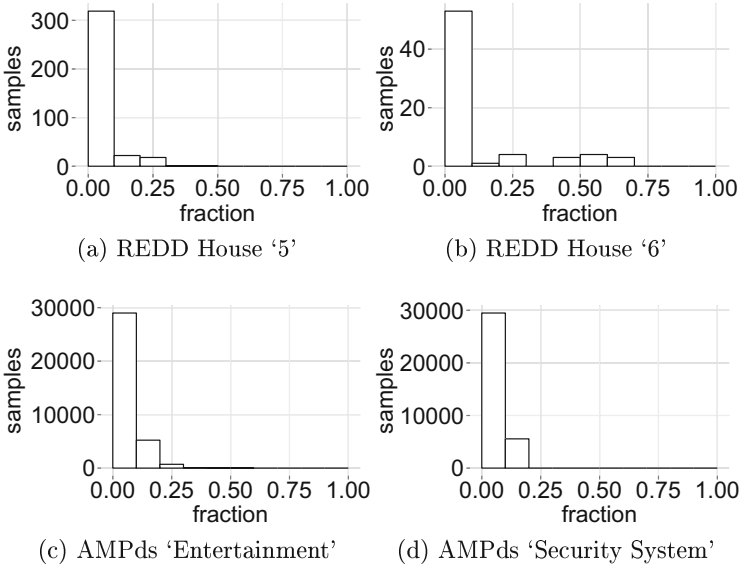 300
200
100
0
samples
0.00 0.25 0.50 0.75 1.00
fraction
(a) REDD House ‘5’
40
20
0
samples
0.00 0.25 0.50 0.75 1.00
fraction
(b) REDD House ‘6’
30000
20000
10000
0
samples
0.00 0.25 0.50 0.75 1.00
fraction
(c) AMPds ‘Entertainment’
30000
20000
10000
0
samples
0.00 0.25 0.50 0.75 1.00
fraction
(d) AMPds ‘Security System’